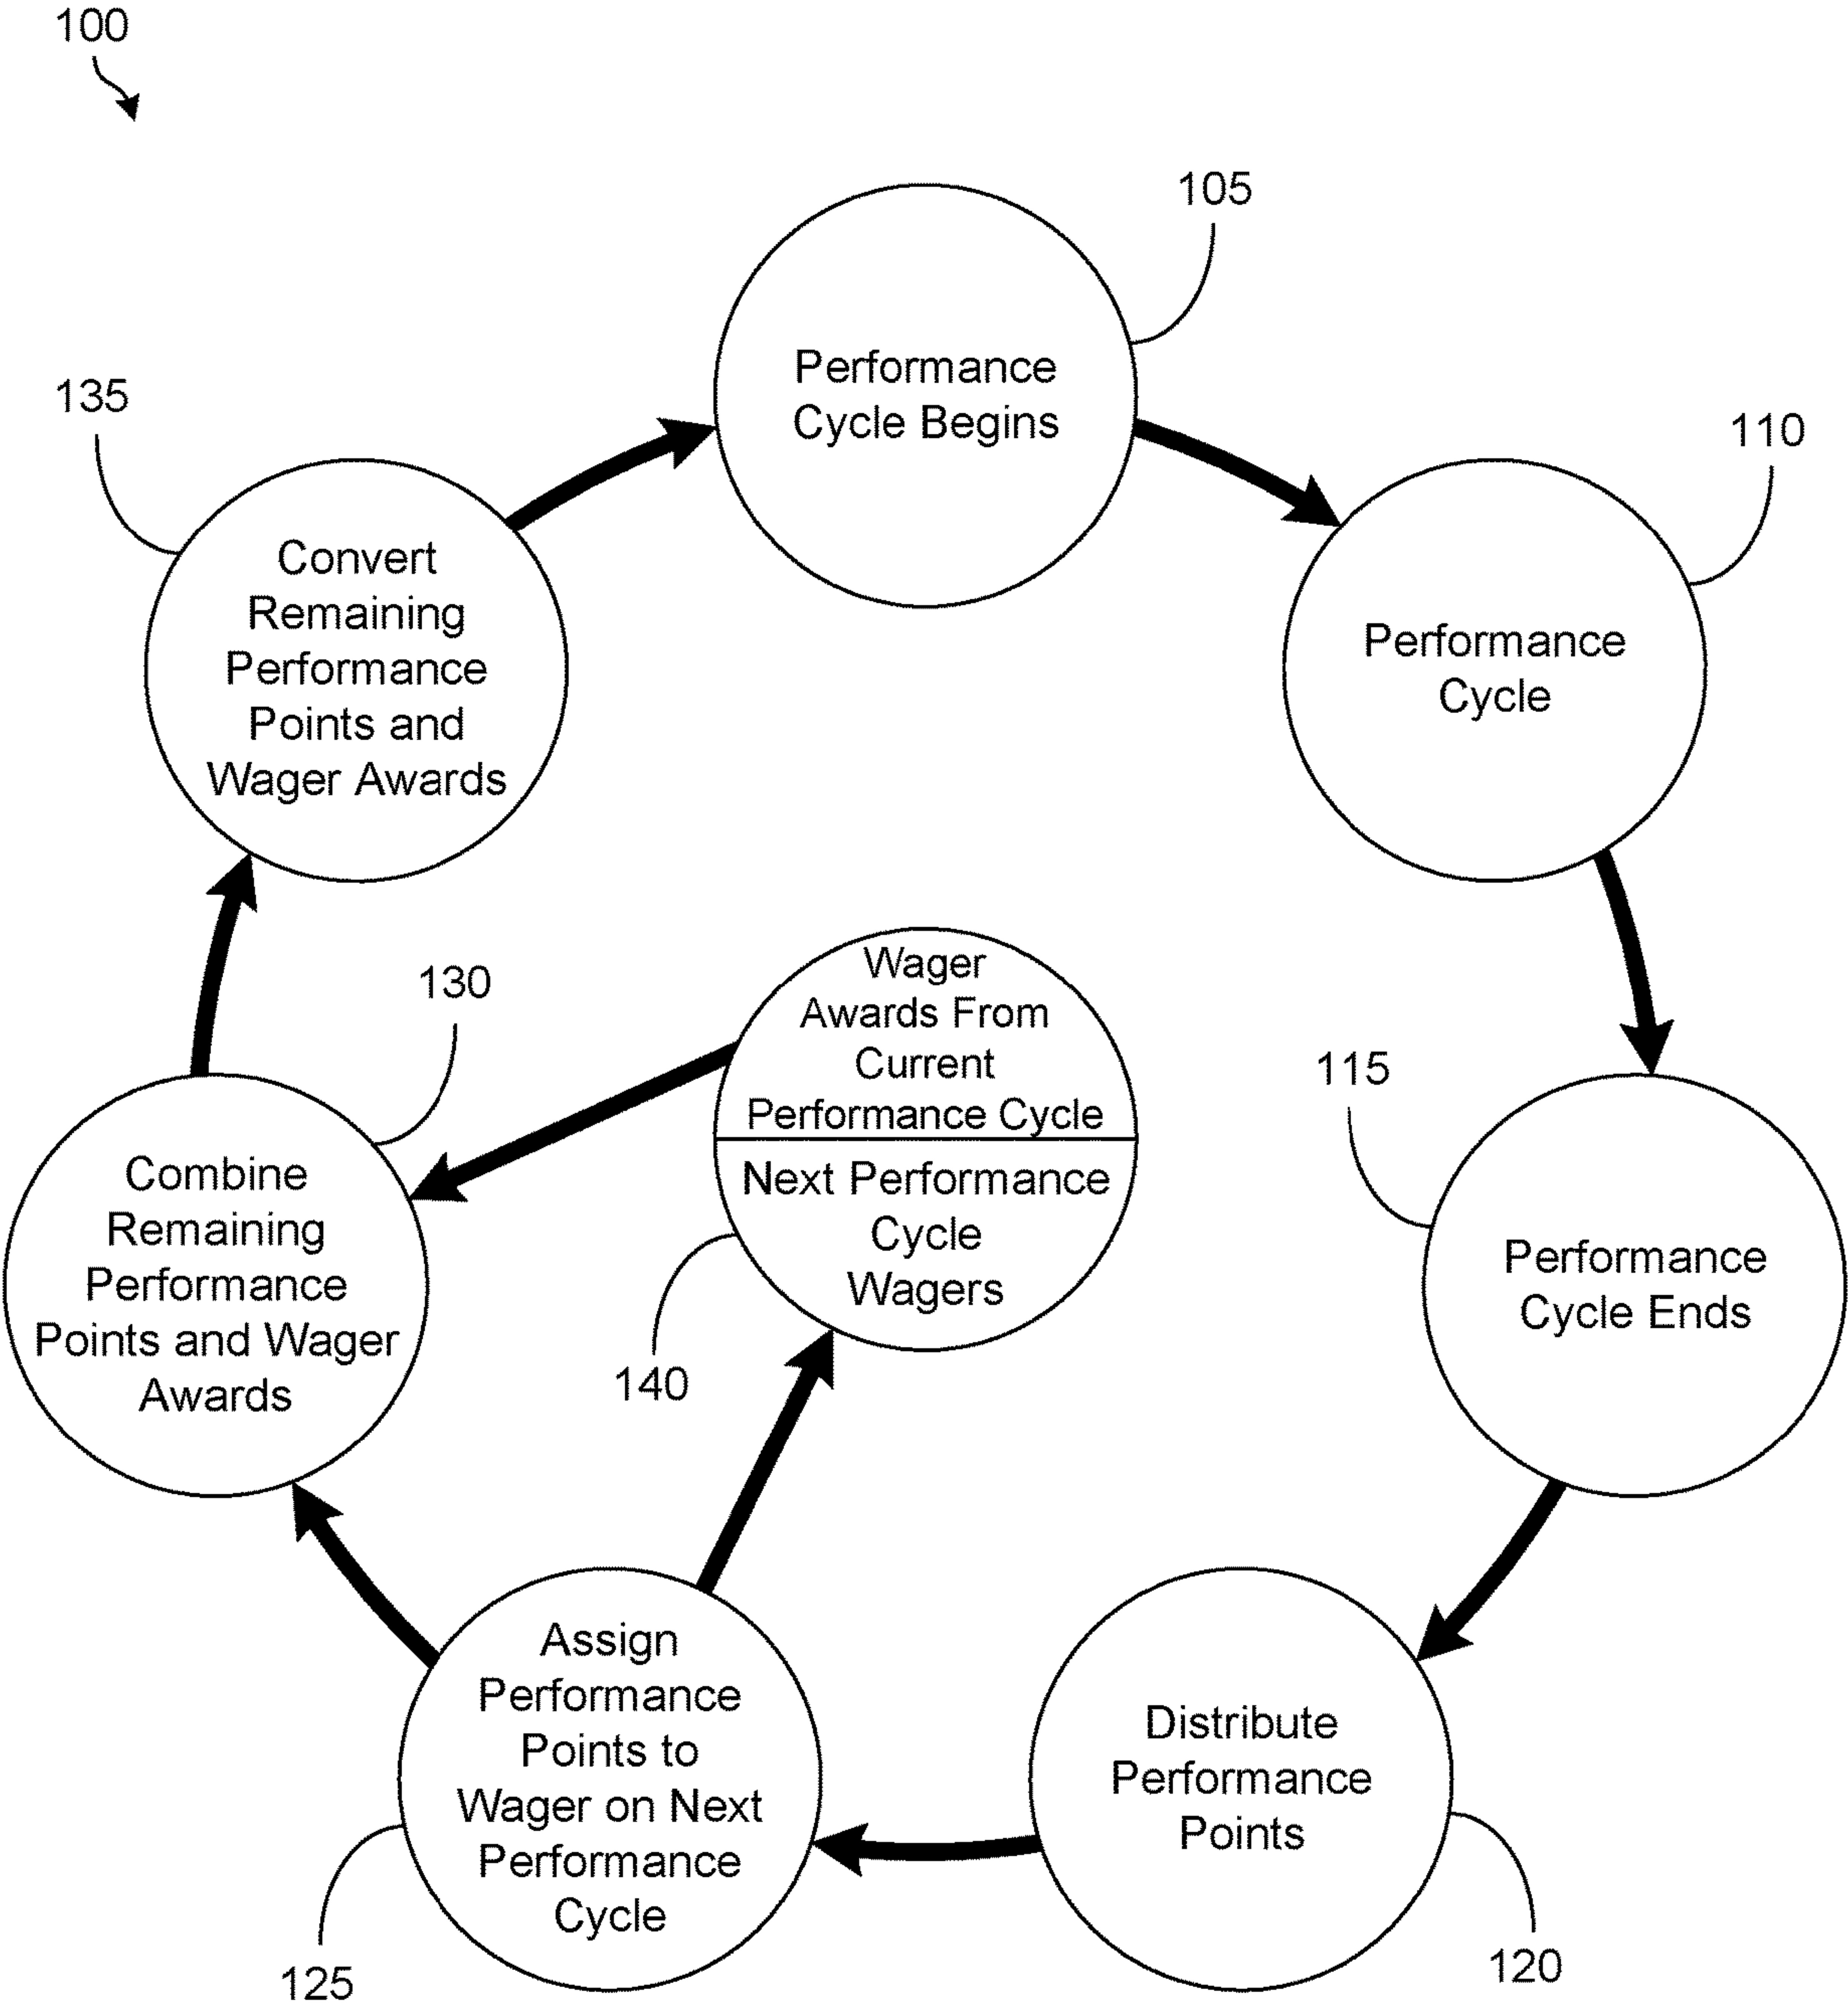 100
105
Performance
Cycle Begins
110
Performance
Cycle
115
Performance
Cycle Ends
120
Distribute
Performance
Points
125
Assign
Performance
Points to
Wager on Next
Performance
Cycle
130
Combine
Remaining
Performance
Points and Wager
Awards
135
Convert
Remaining
Performance
Points and
Wager Awards
140
Wager
Awards From
Current
Performance Cycle
Next Performance
Cycle
Wagers